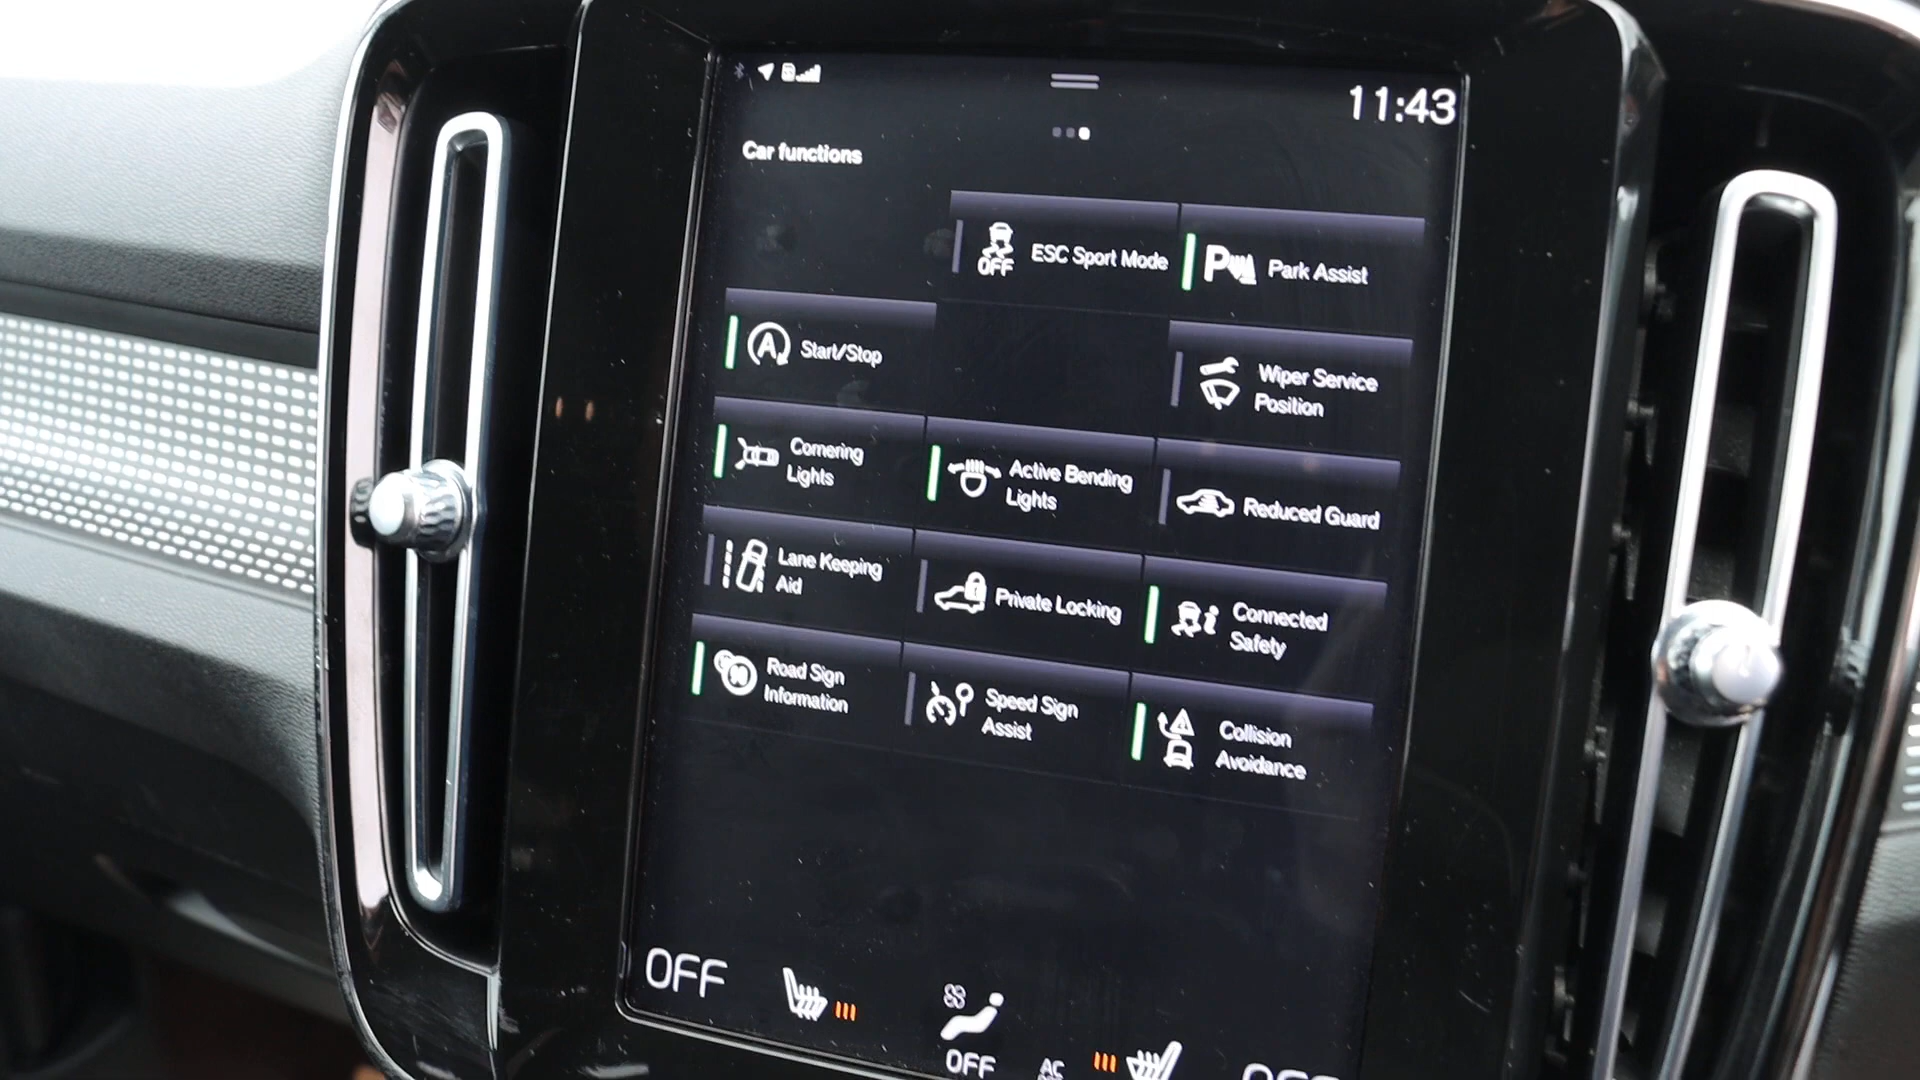 11:43
Car functions
OFF
ESC Sport Mode
P
Park Assist
A
Start/Stop
Wiper Service
Position
Cornering
Lights
Active Bending
Lights
Reduced Guard
Lane Keeping
Aid
Private Locking
Connected
Safety
Road Sign
Information
Speed Sign
Assist
Collision
Avoidance
OFF
OFF
AC